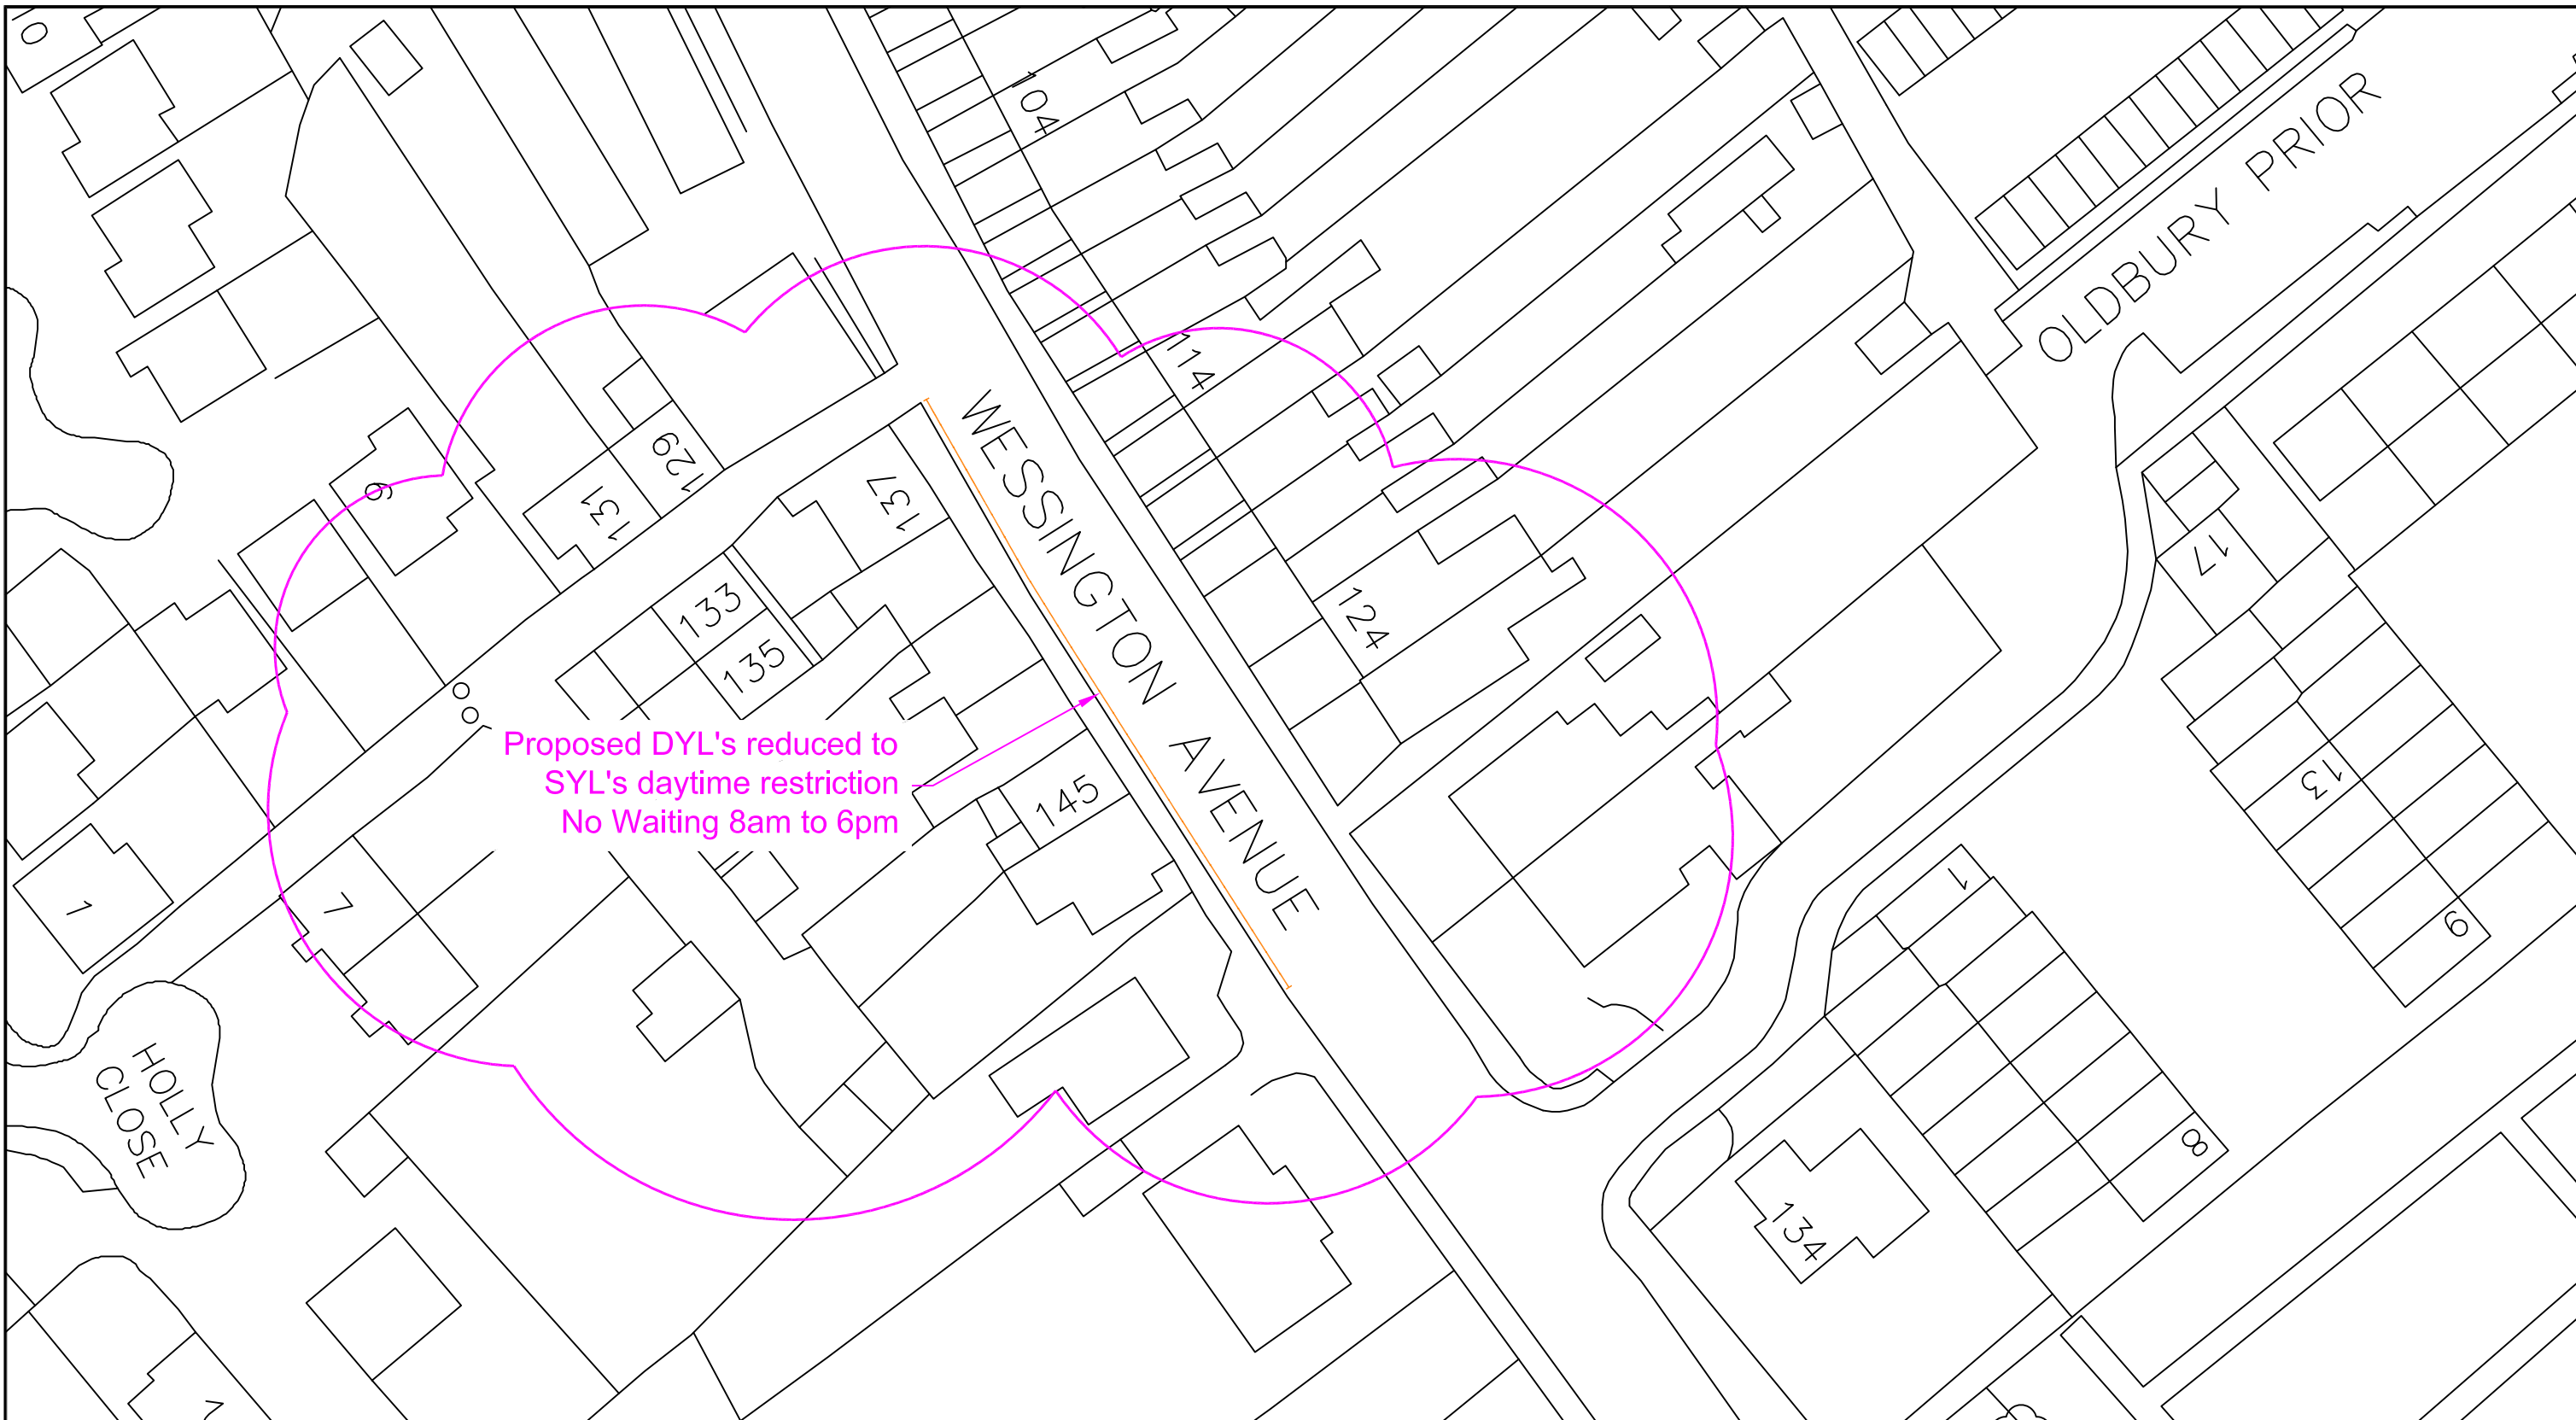 0
104
OLDBURY PRIOR
114
129
131
6
137
WESSINGTON AVENUE
133
135
124
17
Proposed DYL's reduced to
SYL's daytime restriction
No Waiting 8am to 6pm
145
13
7
1
1
9
HOLLY
CLOSE
8
134